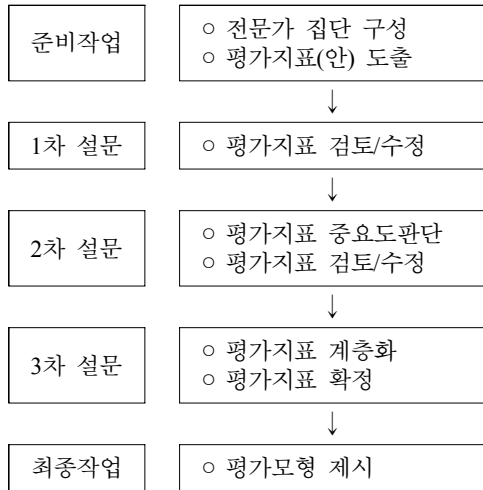 준비작업
○ 전문가 집단 구성
○ 평가지표(안) 도출
↓
1차 설문
○ 평가지표 검토/수정
↓
2차 설문
○ 평가지표 중요도판단
○ 평가지표 검토/수정
↓
3차 설문
○ 평가지표 계층화
○ 평가지표 확정
↓
최종작업
○ 평가모형 제시